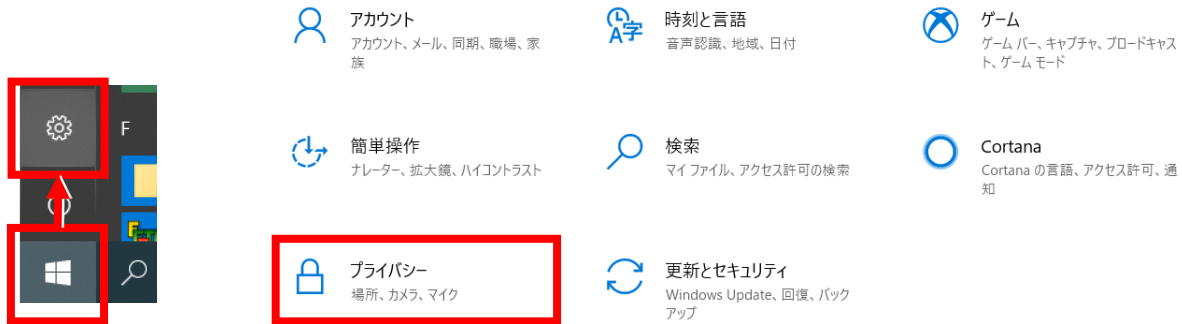 アカウント
アカウント、メール、同期、職場、家
族
時刻と言語
音声認識、地域、日付
ゲーム
ゲーム バー、キャプチャ、ブロードキャス
ト、ゲーム モード
F
簡単操作
ナレーター、拡大鏡、ハイコントラスト
検索
マイ ファイル、アクセス許可の検索
Cortana
Cortana の言語、アクセス許可、通
知
プライバシー
場所、カメラ、マイク
更新とセキュリティ
Windows Update、回復、バック
アップ